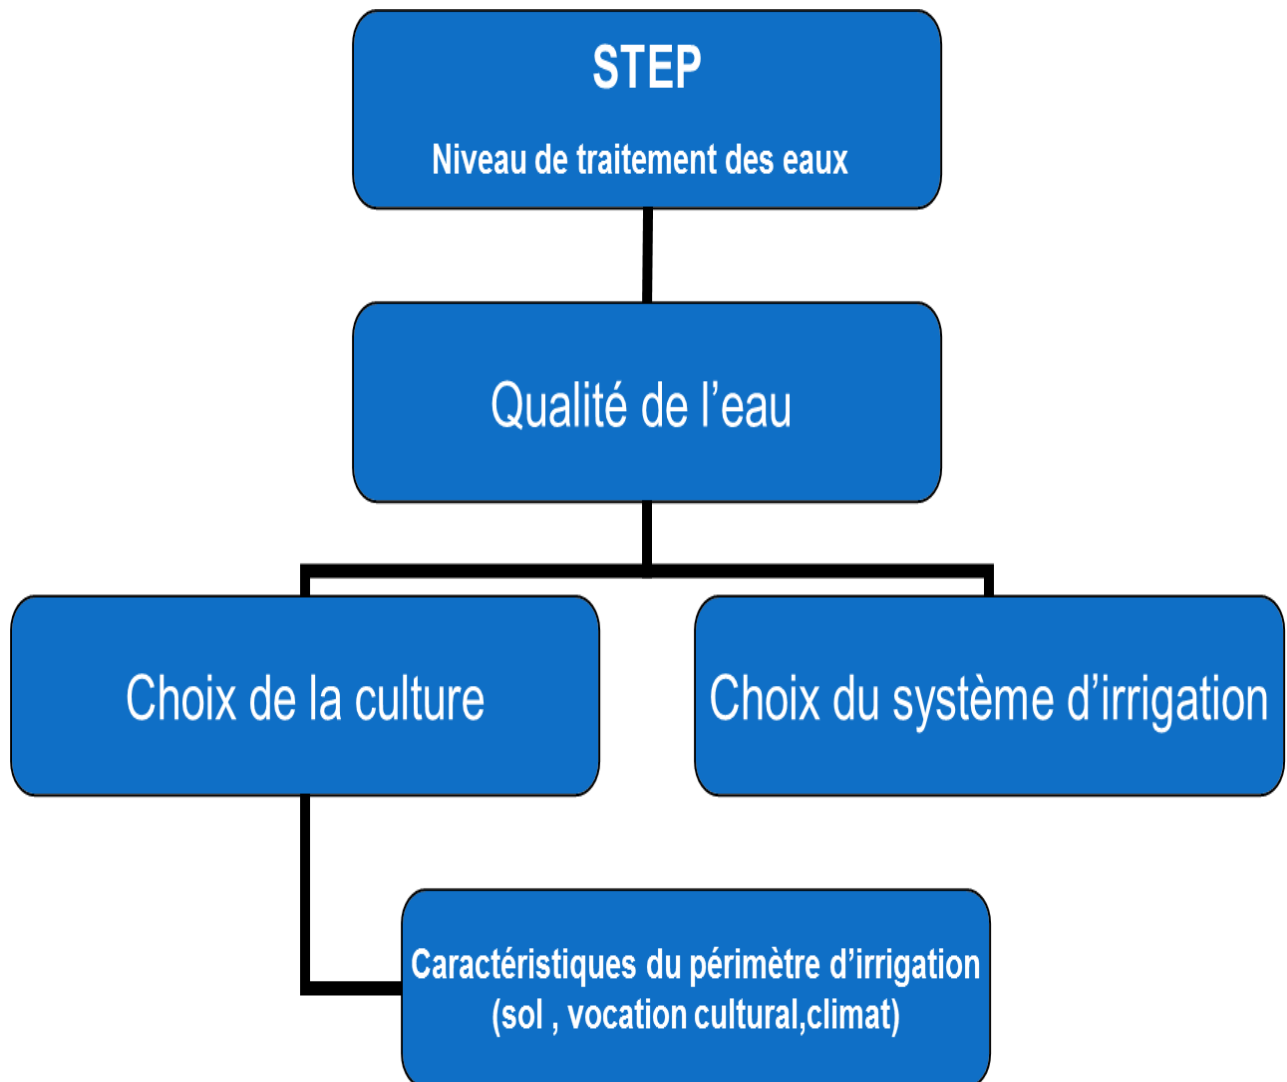 STEP
Niveau de traitement des eaux
Qualité de l’eau
Choix de la culture
Choix du système d’irrigation
Caractéristiques du périmètre d’irrigation
(sol , vocation cultural,climat)